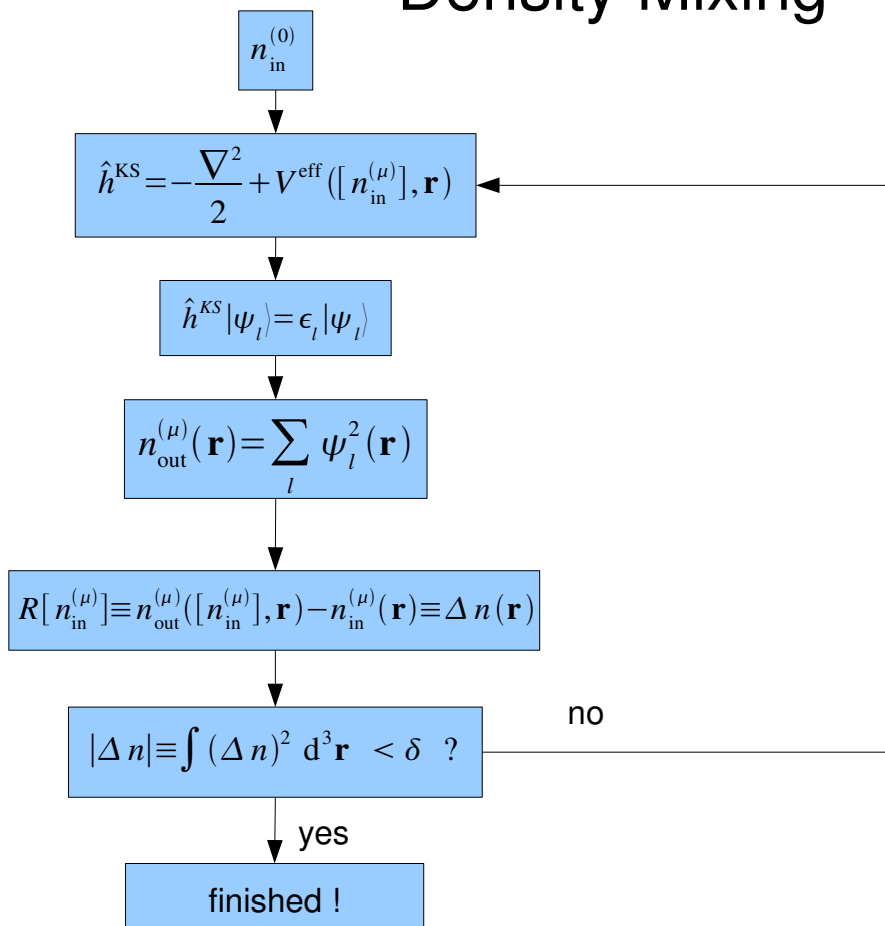 Density Mixing
n_in^(0)
ĥ^KS = −∇²/2 + V^eff([n_in^(μ)], r)
ĥ^KS |ψ_l⟩ = ϵ_l |ψ_l⟩
n_out^(μ)(r) = ∑_l ψ_l²(r)
R[n_in^(μ)] ≡ n_out^(μ)([n_in^(μ)], r) − n_in^(μ)(r) ≡ Δn(r)
no
|Δn| ≡ ∫(Δn)² d³r < δ ?
yes
finished !